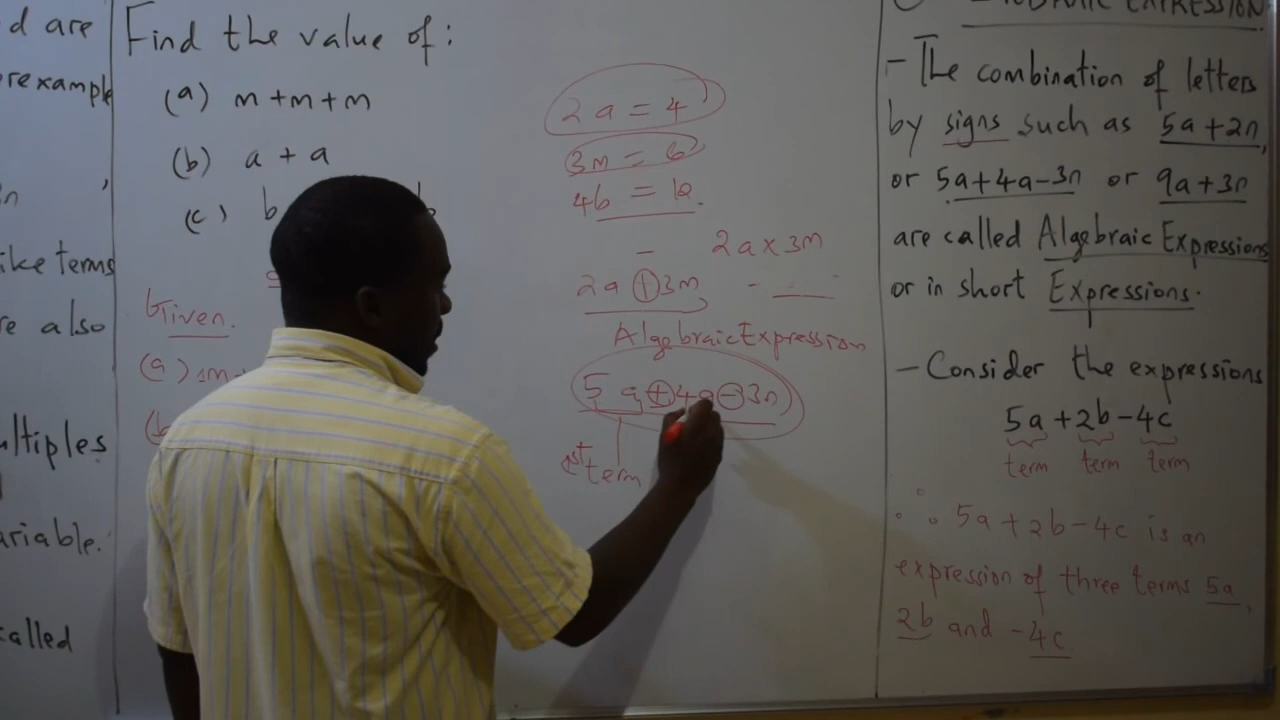 d are
example
n ,
ike terms
re also
ultiples
ariable.
called
Find the value of:
(a) m+m+m
(b) a + a
(c) b
Given.
(a)
(b
2a = 4
3m = 6
4b =
2a x 3m
2a + 3m
Algebraic Expression
5a+4a-3n
1st term
EXPRESSION
- The combination of letters
by signs such as 5a+2n,
or 5a+4a-3n or 9a+3n
are called Algebraic Expressions
or in short Expressions.
- Consider the expressions
5a+2b-4c
term term term
∴ 5a+2b-4c is an
expression of three terms 5a,
2b and -4c